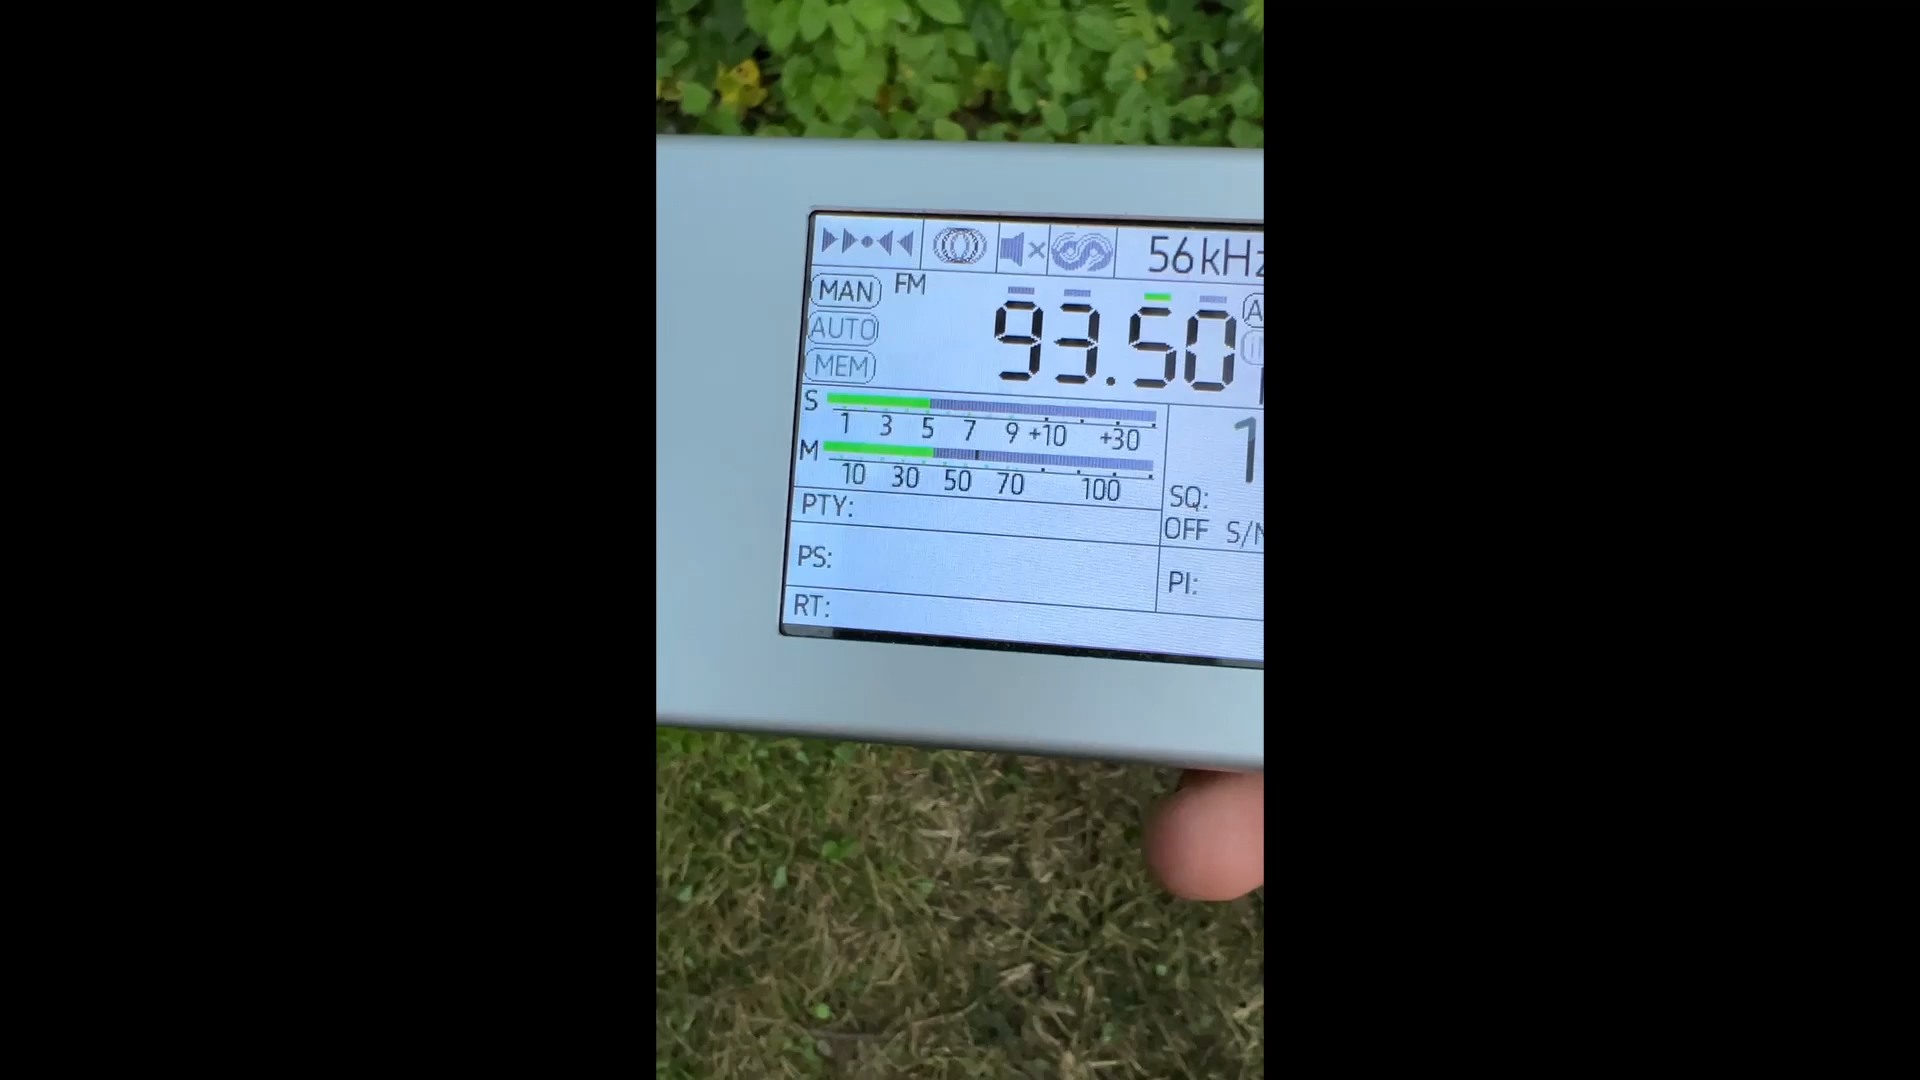 56kHz
MAN FM 93.50
AUTO
MEM
S
1 3 5 7 9 +10 +30
M
10 30 50 70 100
SQ:
PTY: OFF
PS: PI:
RT: